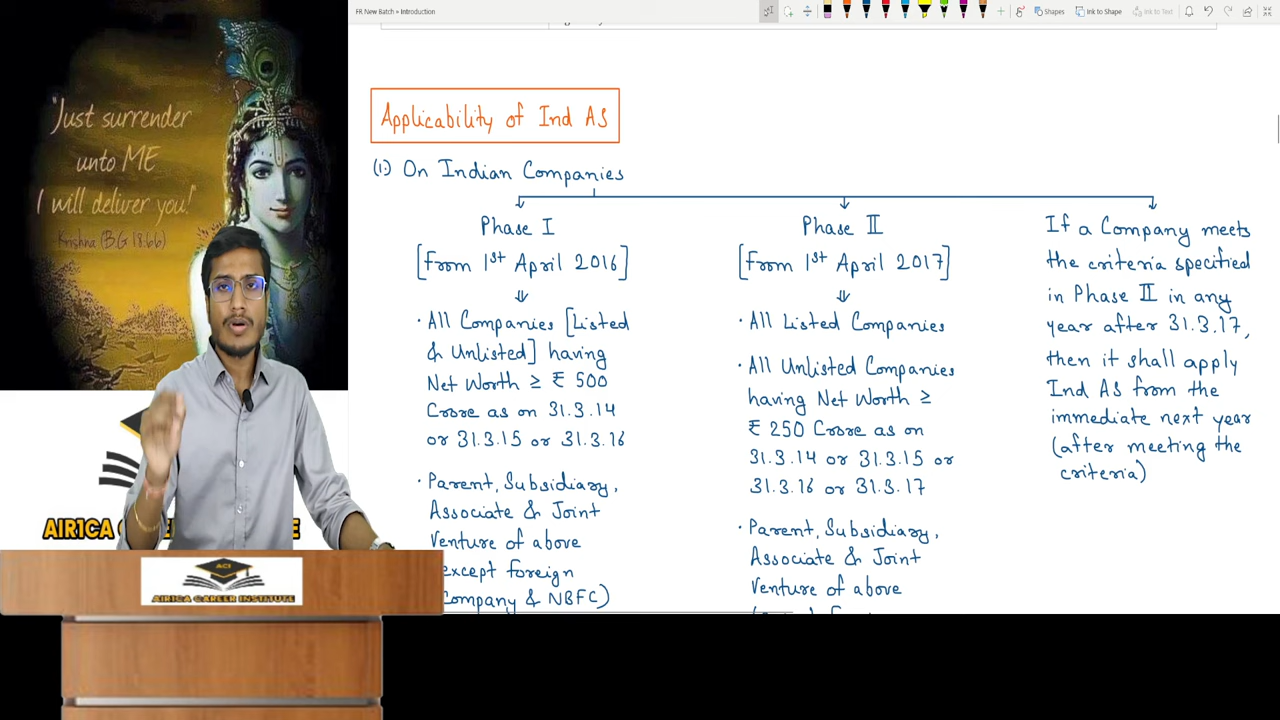 FR New Batch » Introduction
Shapes
Ink to Shape
Ink to Text
"Just surrender
unto ME
I will deliver you!"
-Krishna (B.G 18:66)
Applicability of Ind AS
(1.) On Indian Companies
Phase I
[from 1st April 2016]
⇓
· All Companies [Listed
& Unlisted] having
Net Worth ≥ ₹ 500
Crore as on 31.3.14
or 31.3.15 or 31.3.16
· Parent, Subsidiary,
Associate & Joint
Venture of above
except foreign
Company & NBFC)
Phase II
[from 1st April 2017]
⇓
· All Listed Companies
· All Unlisted Companies
having Net Worth ≥
₹ 250 Crore as on
31.3.14 or 31.3.15 or
31.3.16 or 31.3.17
· Parent, Subsidiary,
Associate & Joint
Venture of above
If a Company meets
the criteria specified
in Phase II in any
year after 31.3.17,
then it shall apply
Ind AS from the
immediate next year
(after meeting the
criteria)
AIR1CA
ACI
AIR1CA CAREER INSTITUTE